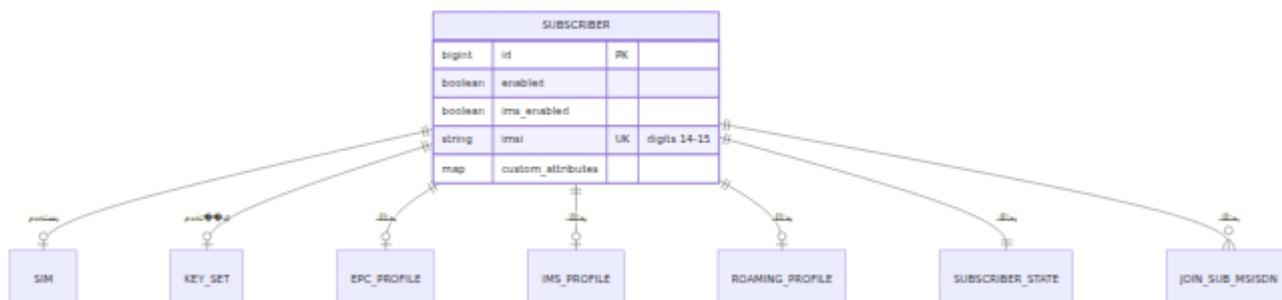 SUBSCRIBER
bigint id PK
boolean enabled
boolean ims_enabled
string imsi UK digits 14-15
map custom_attributes
SIM
KEY_SET
EPC_PROFILE
IMS_PROFILE
ROAMING_PROFILE
SUBSCRIBER_STATE
JOIN_SUB_MSISDN